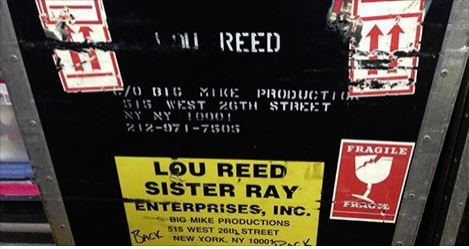 LOU REED
C/O BIG MIKE PRODUCTIO
515 WEST 26TH STREET
NY NY 10001
212-971-7505
FRAGILE
FRAGILE
LOU REED
SISTER RAY
ENTERPRISES, INC.
BIG MIKE PRODUCTIONS
515 WEST 26th STREET
NEW YORK, NY 10001
BACK
BACK